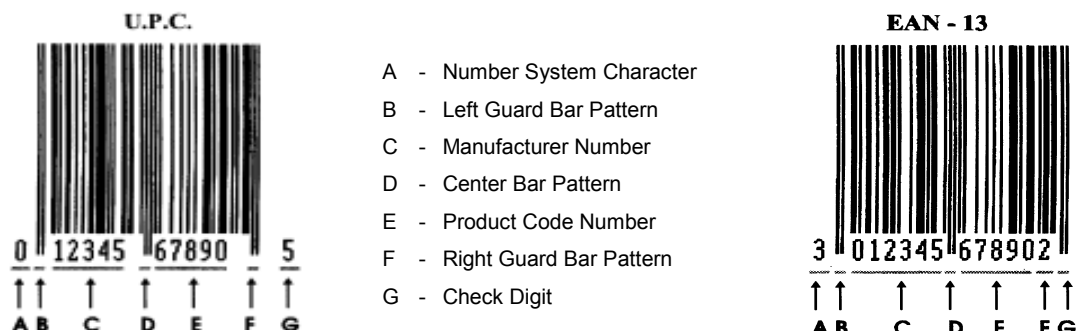 U.P.C.
0 12345 67890 5
A B C D E F G
A - Number System Character
B - Left Guard Bar Pattern
C - Manufacturer Number
D - Center Bar Pattern
E - Product Code Number
F - Right Guard Bar Pattern
G - Check Digit
EAN - 13
3 012345 678902
A B C D E F G